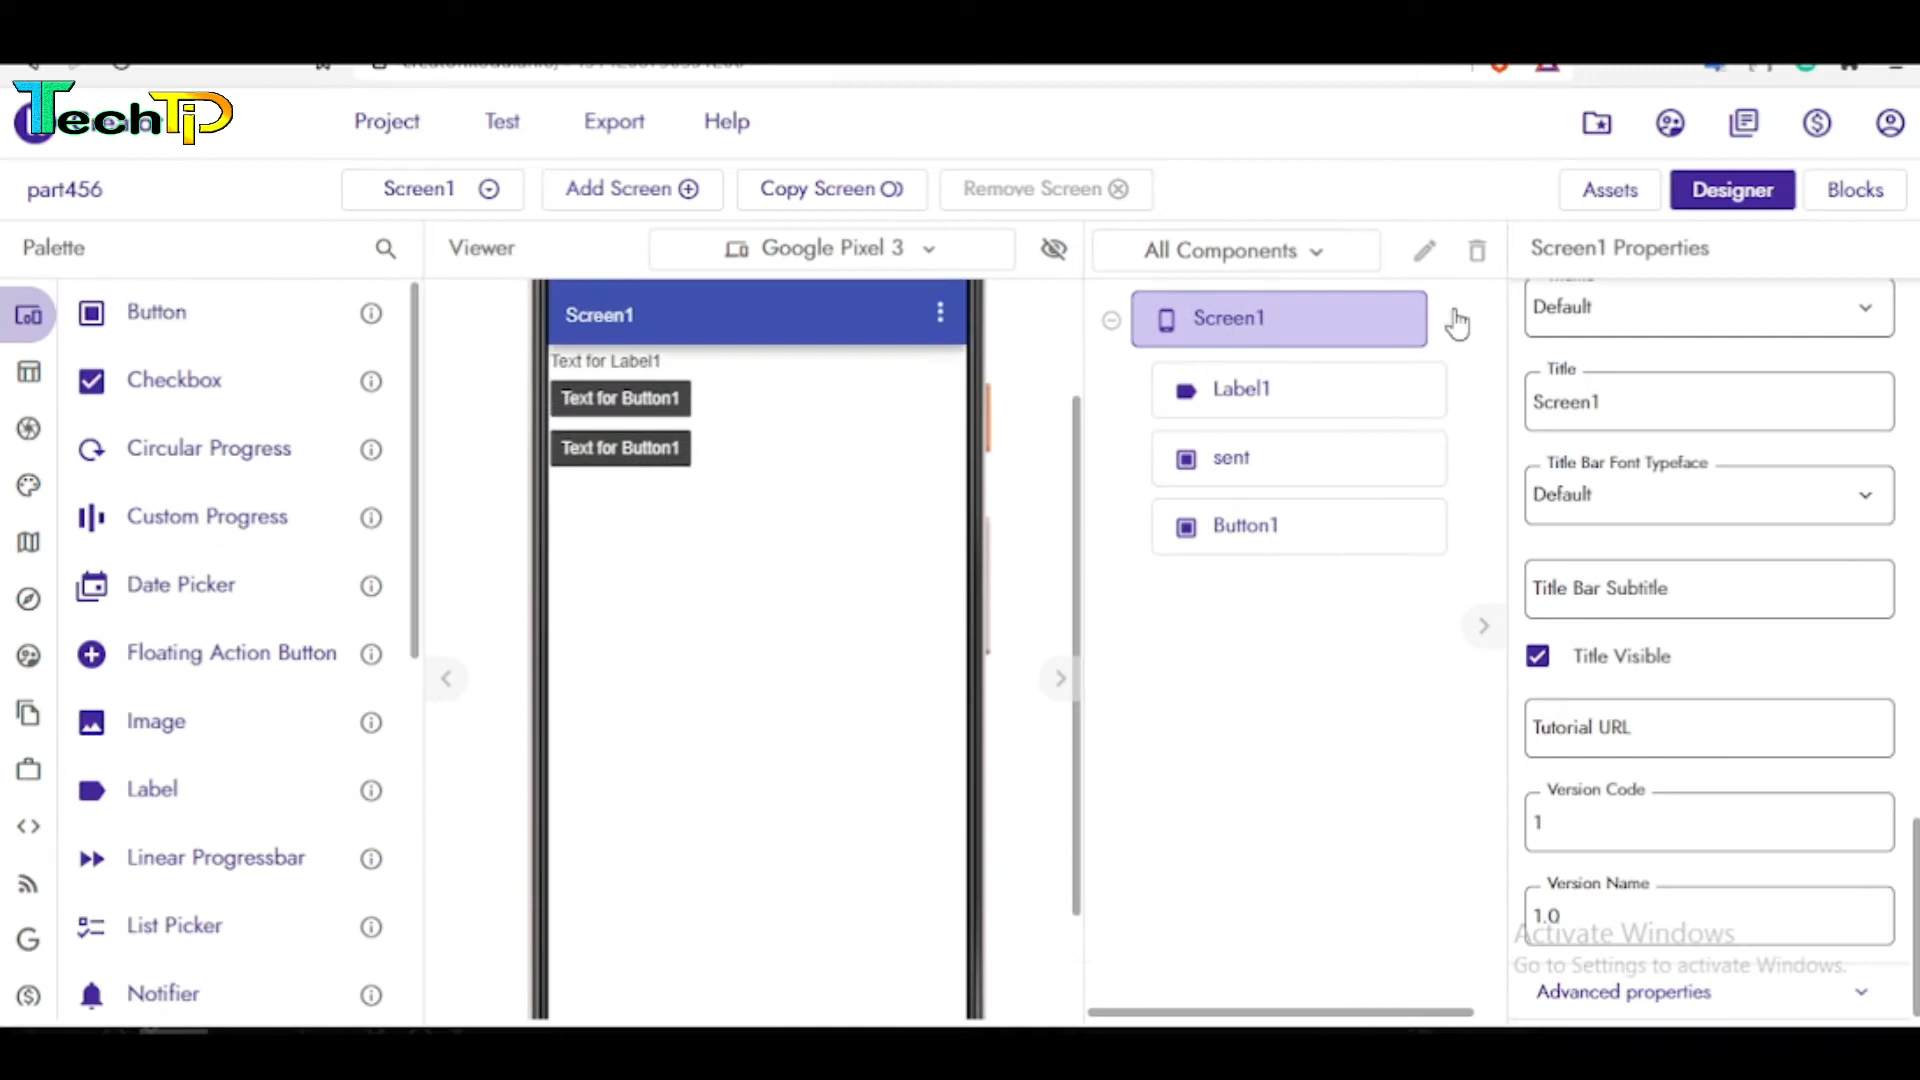 TechTip
Project Test Export Help
part456
Screen1
Add Screen
Copy Screen
Remove Screen
Assets
Designer
Blocks
Palette
Viewer
Google Pixel 3
All Components
Screen1 Properties
Button
Checkbox
Circular Progress
Custom Progress
Date Picker
Floating Action Button
Image
Label
Linear Progressbar
List Picker
Notifier
Screen1
Text for Label1
Text for Button1
Text for Button1
Screen1
Label1
sent
Button1
Default
Title
Screen1
Title Bar Font Typeface
Default
Title Bar Subtitle
Title Visible
Tutorial URL
Version Code
1
Version Name
1.0
Activate Windows
Go to Settings to activate Windows.
Advanced properties